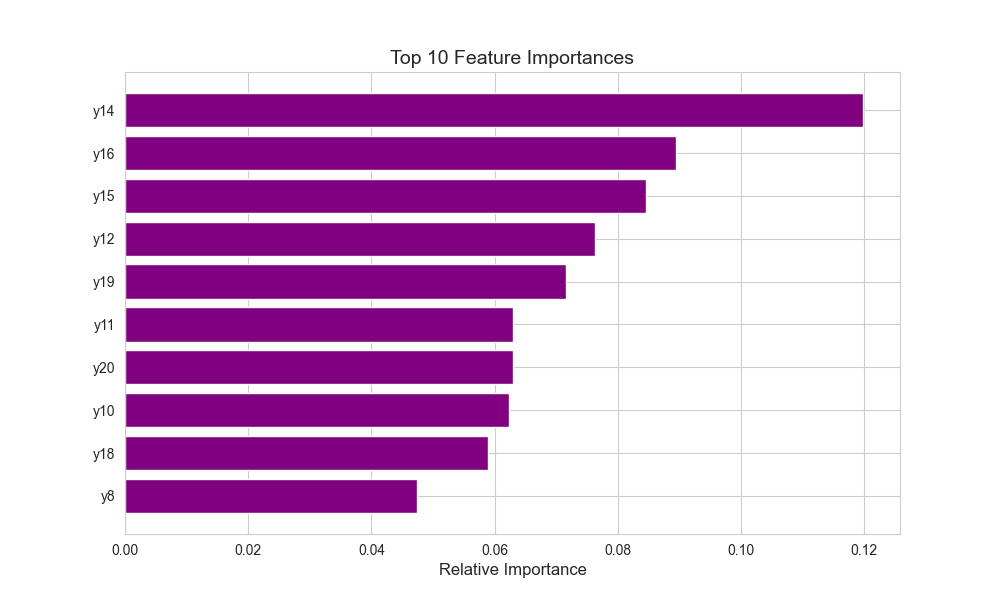 Top 10 Feature Importances
y14
y16
y15
y12
y19
y11
y20
y10
y18
y8
0.00 0.02 0.04 0.06 0.08 0.10 0.12
Relative Importance